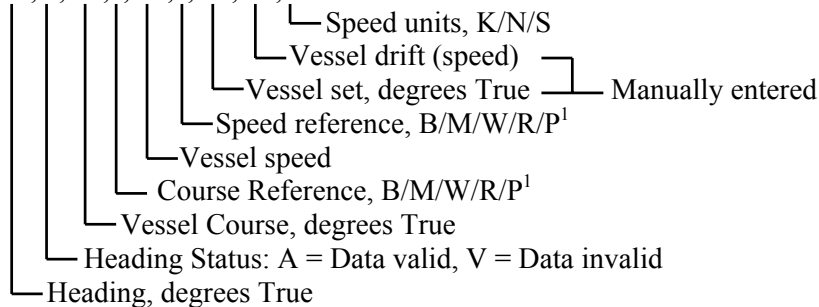 Speed units, K/N/S
Vessel drift (speed)
Vessel set, degrees True
Manually entered
Speed reference, B/M/W/R/P¹
Vessel speed
Course Reference, B/M/W/R/P¹
Vessel Course, degrees True
Heading Status: A = Data valid, V = Data invalid
Heading, degrees True